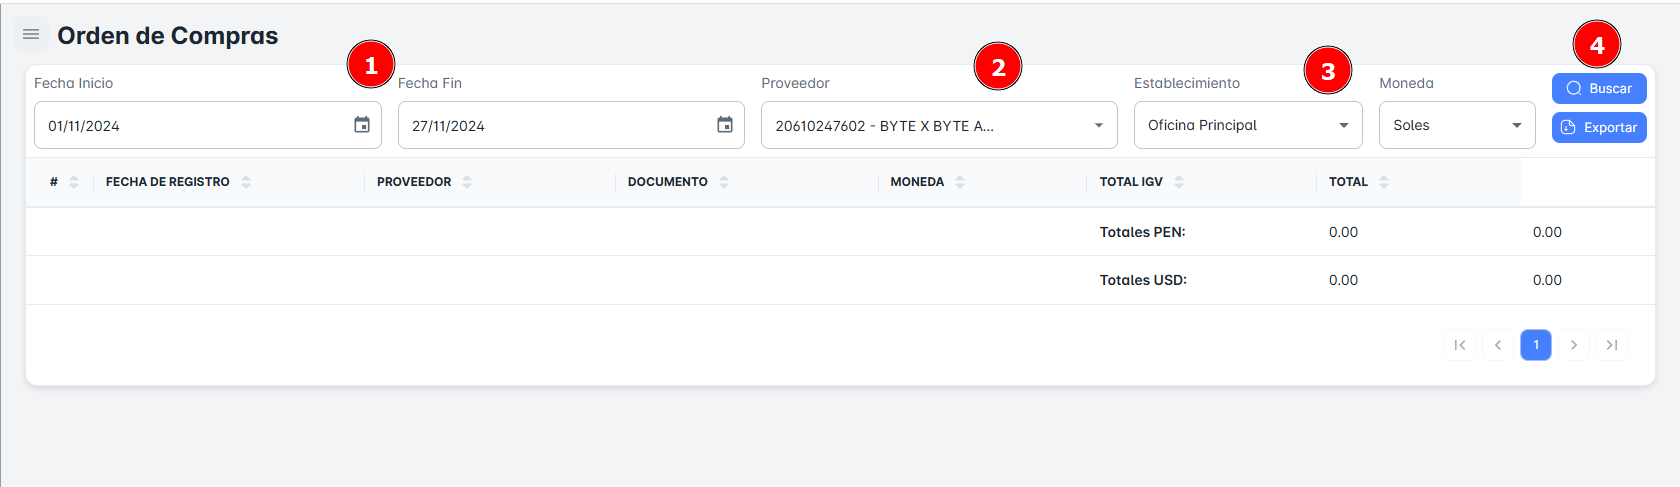 Orden de Compras
1
2
3
4
Fecha Inicio
Fecha Fin
Proveedor
Establecimiento
Moneda
01/11/2024
27/11/2024
20610247602 - BYTE X BYTE A...
Oficina Principal
Soles
Buscar
Exportar
#
FECHA DE REGISTRO
PROVEEDOR
DOCUMENTO
MONEDA
TOTAL IGV
TOTAL
Totales PEN:
0.00
0.00
Totales USD:
0.00
0.00
1